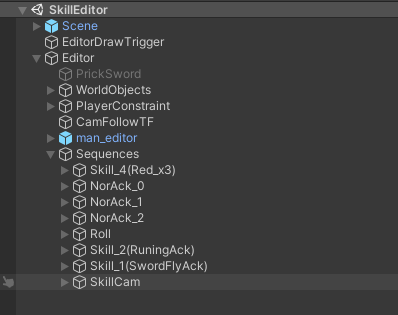 SkillEditor
Scene
EditorDrawTrigger
Editor
PrickSword
WorldObjects
PlayerConstraint
CamFollowTF
man_editor
Sequences
Skill_4(Red_x3)
NorAck_0
NorAck_1
NorAck_2
Roll
Skill_2(RuningAck)
Skill_1(SwordFlyAck)
SkillCam